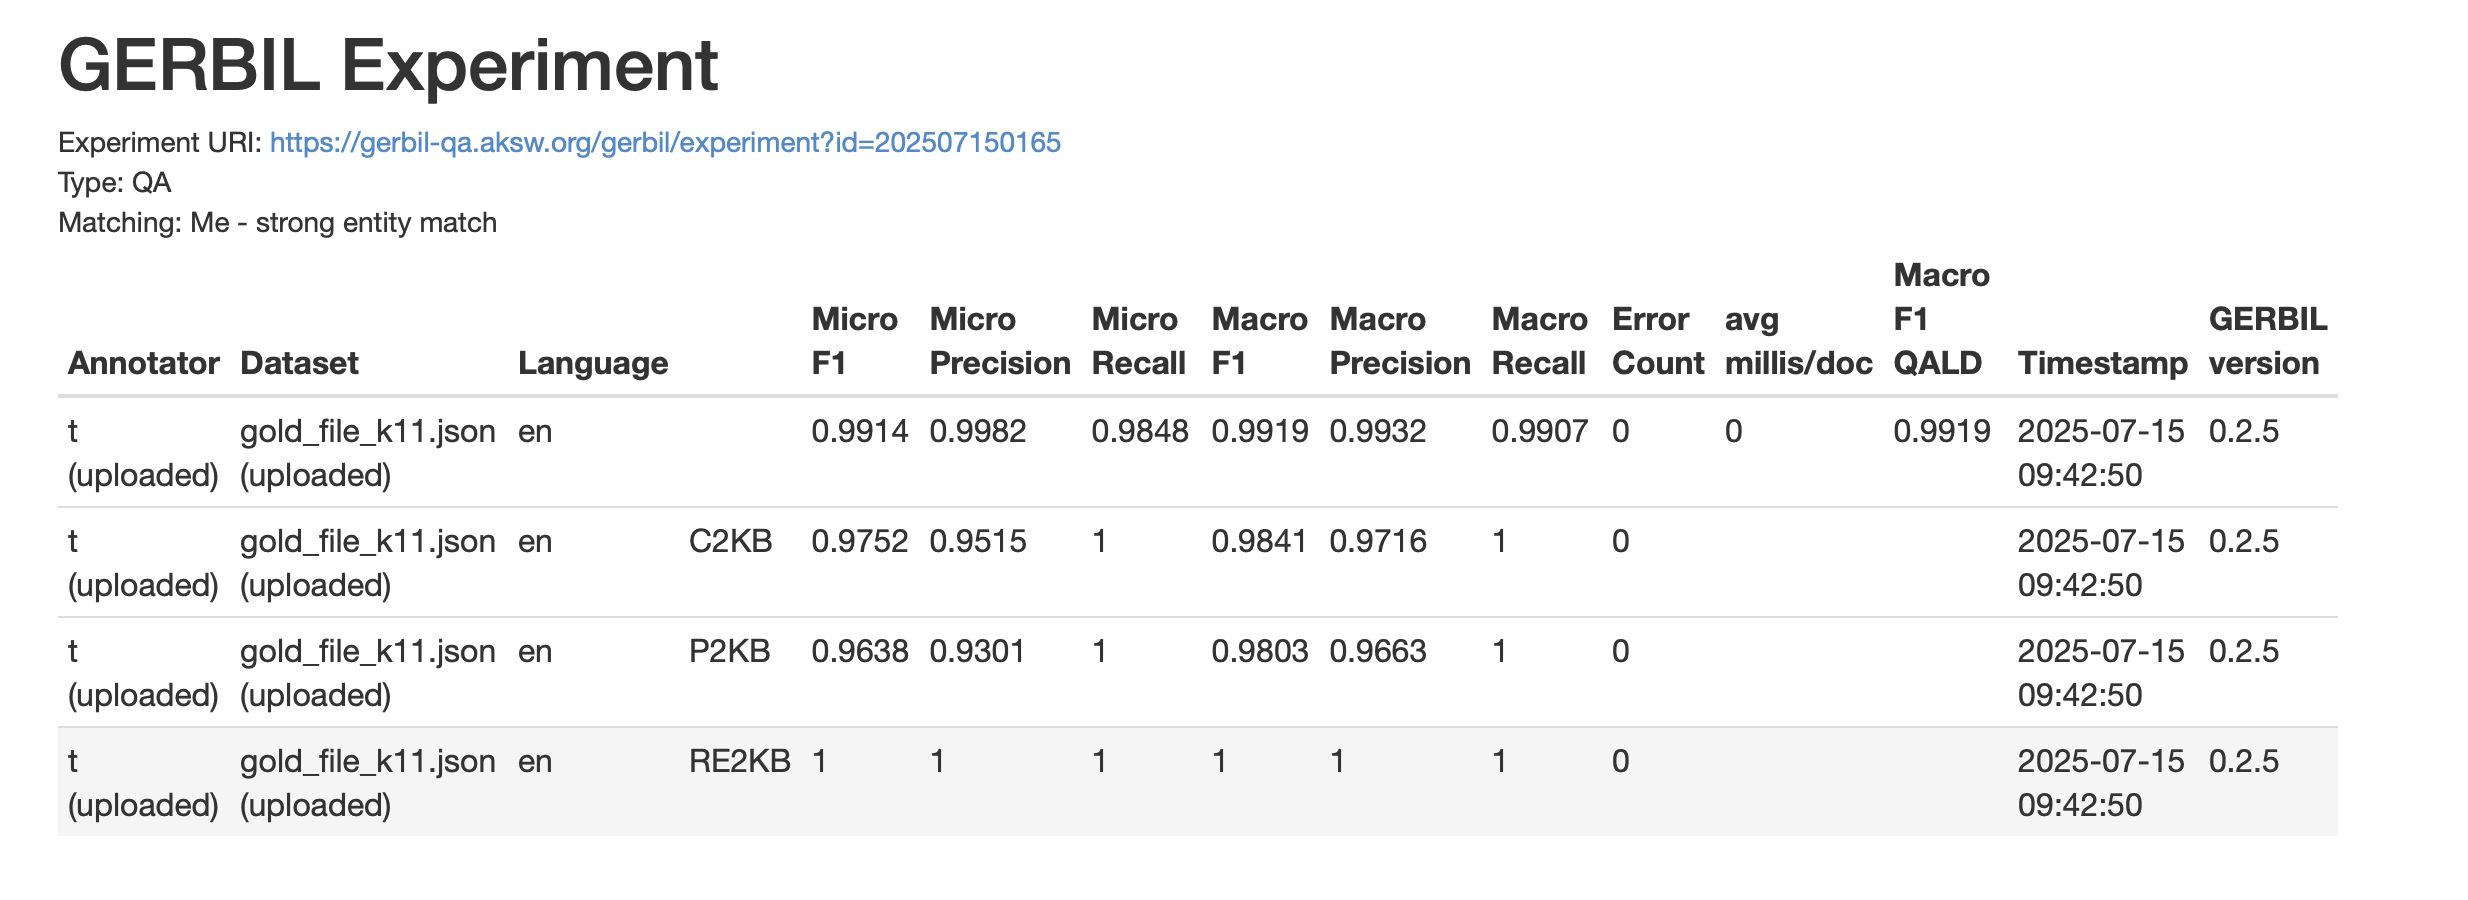 GERBIL Experiment
Experiment URI: https://gerbil-qa.aksw.org/gerbil/experiment?id=202507150165
Type: QA
Matching: Me - strong entity match
Annotator Dataset Language Micro F1 Micro Precision Micro Recall Macro F1 Macro Precision Macro Recall Error Count avg millis/doc Macro F1 QALD Timestamp GERBIL version
t (uploaded) gold_file_k11.json (uploaded) en 0.9914 0.9982 0.9848 0.9919 0.9932 0.9907 0 0 0.9919 2025-07-15 09:42:50 0.2.5
t (uploaded) gold_file_k11.json (uploaded) en C2KB 0.9752 0.9515 1 0.9841 0.9716 1 0 2025-07-15 09:42:50 0.2.5
t (uploaded) gold_file_k11.json (uploaded) en P2KB 0.9638 0.9301 1 0.9803 0.9663 1 0 2025-07-15 09:42:50 0.2.5
t (uploaded) gold_file_k11.json (uploaded) en RE2KB 1 1 1 1 1 1 0 2025-07-15 09:42:50 0.2.5